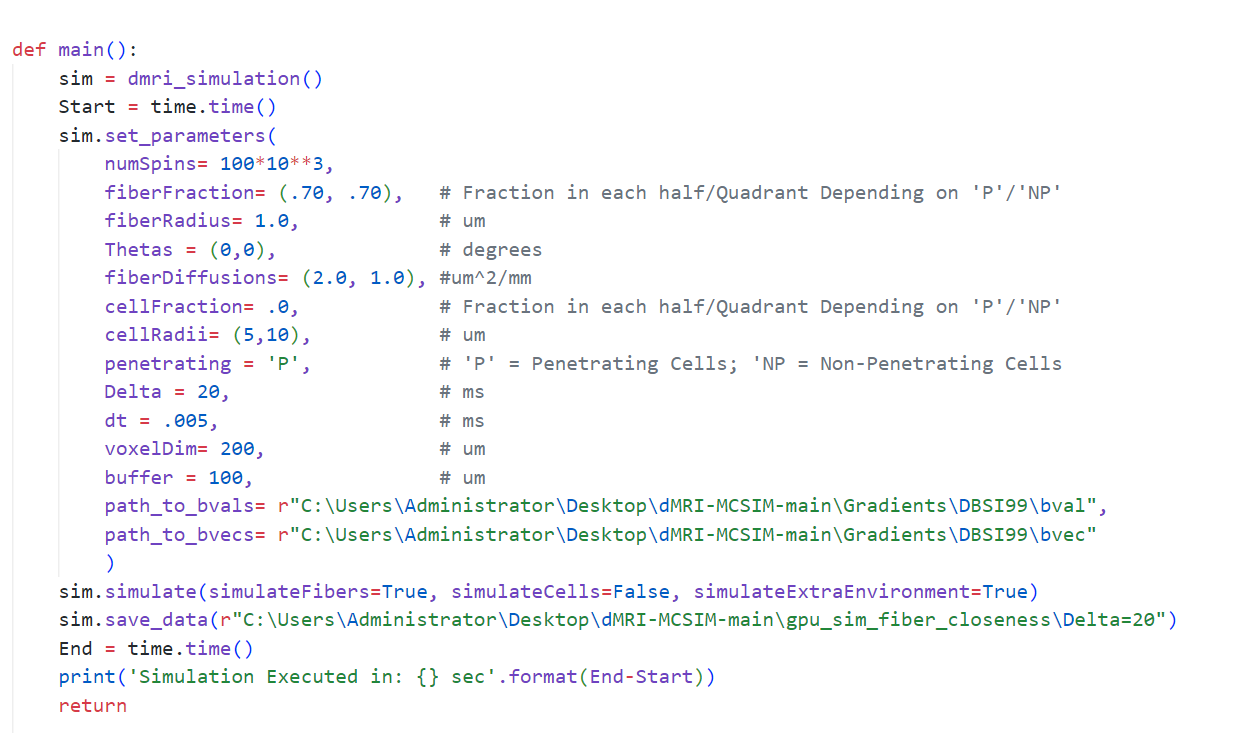 def main():
    sim = dmri_simulation()
    Start = time.time()
    sim.set_parameters(
        numSpins= 100*10**3,
        fiberFraction= (.70, .70),   # Fraction in each half/Quadrant Depending on 'P'/'NP'
        fiberRadius= 1.0,            # um
        Thetas = (0,0),              # degrees
        fiberDiffusions= (2.0, 1.0), #um^2/mm
        cellFraction= .0,            # Fraction in each half/Quadrant Depending on 'P'/'NP'
        cellRadii= (5,10),           # um
        penetrating = 'P',           # 'P' = Penetrating Cells; 'NP = Non-Penetrating Cells
        Delta = 20,                  # ms
        dt = .005,                   # ms
        voxelDim= 200,               # um
        buffer = 100,                # um
        path_to_bvals= r"C:\Users\Administrator\Desktop\dMRI-MCSIM-main\Gradients\DBSI99\bval",
        path_to_bvecs= r"C:\Users\Administrator\Desktop\dMRI-MCSIM-main\Gradients\DBSI99\bvec"
        )
    sim.simulate(simulateFibers=True, simulateCells=False, simulateExtraEnvironment=True)
    sim.save_data(r"C:\Users\Administrator\Desktop\dMRI-MCSIM-main\gpu_sim_fiber_closeness\Delta=20")
    End = time.time()
    print('Simulation Executed in: {} sec'.format(End-Start))
    return